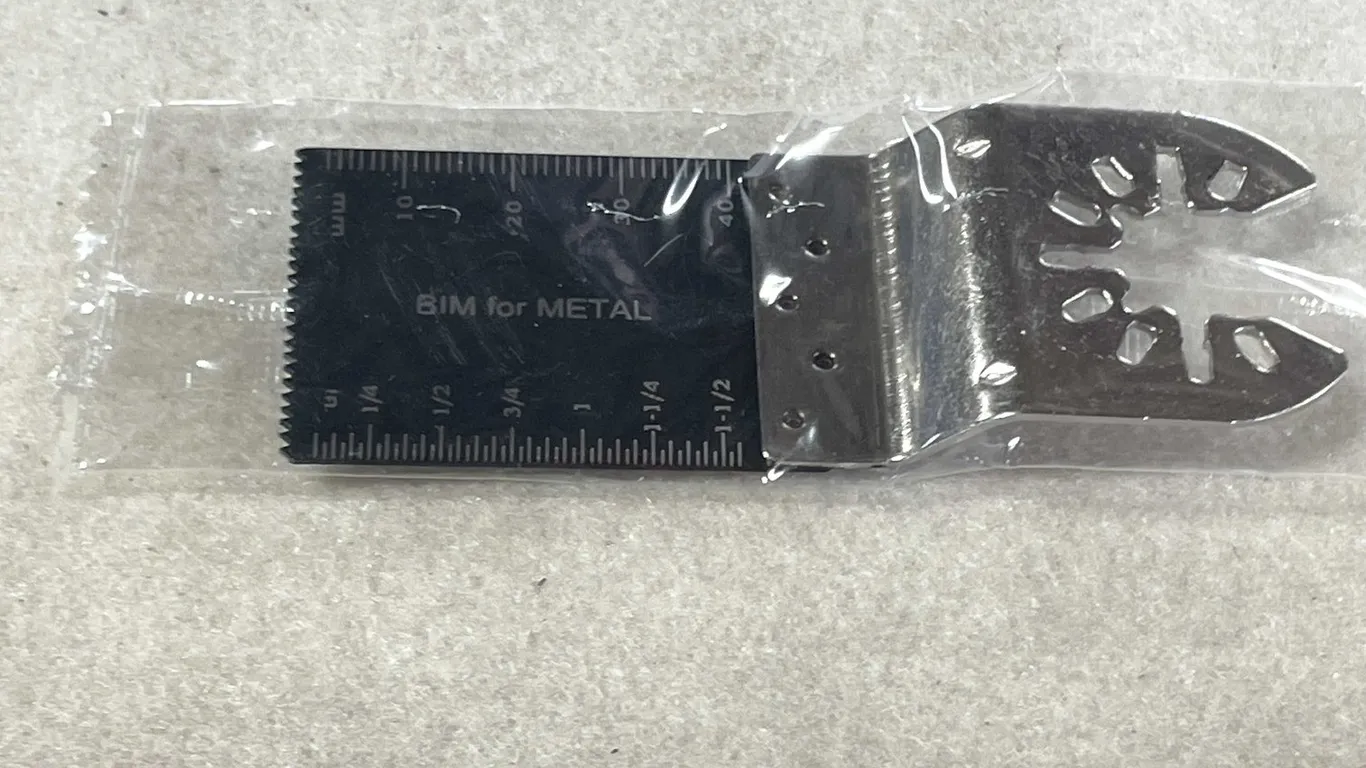 mm 10 20 30 40
BIM for METAL
in 1/4 1/2 3/4 1 1-1/4 1-1/2